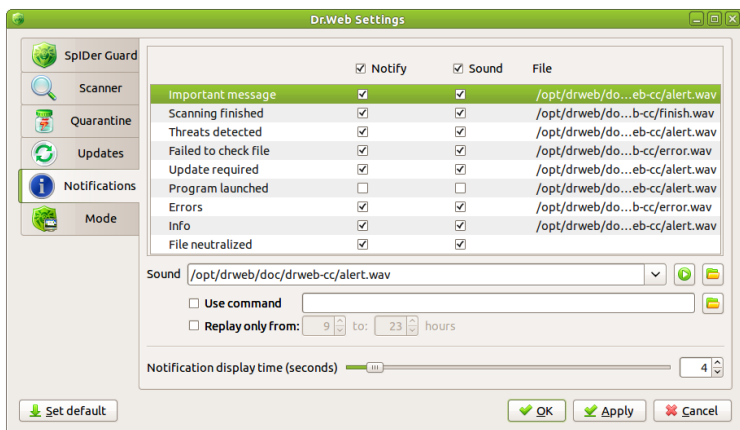 Dr.Web Settings
SpIDer Guard
Scanner
Quarantine
Updates
Notifications
Mode
Notify Sound File
Important message /opt/drweb/do...eb-cc/alert.wav
Scanning finished /opt/drweb/do...b-cc/finish.wav
Threats detected /opt/drweb/do...eb-cc/alert.wav
Failed to check file /opt/drweb/do...b-cc/error.wav
Update required /opt/drweb/do...eb-cc/alert.wav
Program launched /opt/drweb/do...eb-cc/alert.wav
Errors /opt/drweb/do...b-cc/error.wav
Info /opt/drweb/do...eb-cc/alert.wav
File neutralized
Sound /opt/drweb/doc/drweb-cc/alert.wav
Use command
Replay only from: 9 to: 23 hours
Notification display time (seconds) 4
Set default OK Apply Cancel